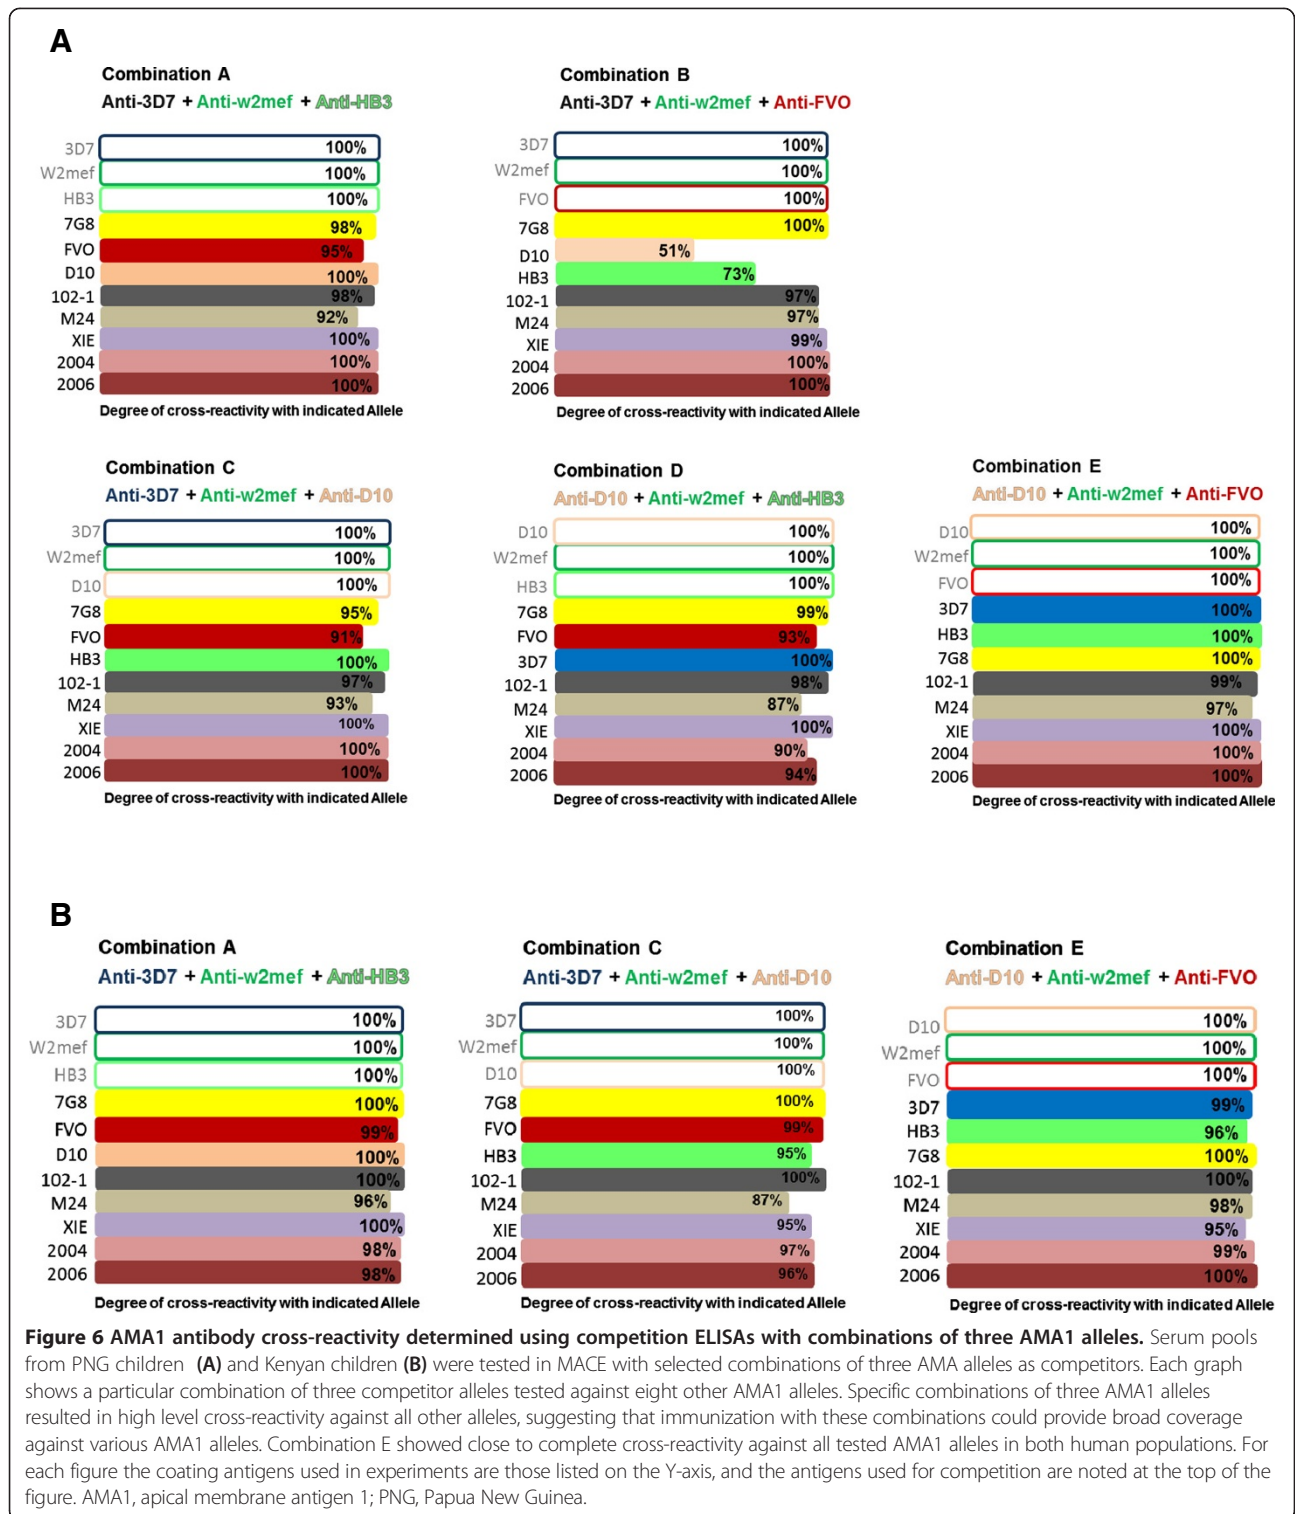 A
Combination A
Anti-3D7 + Anti-w2mef + Anti-HB3
3D7 100%
W2mef 100%
HB3 100%
7G8 98%
FVO 95%
D10 100%
102-1 98%
M24 92%
XIE 100%
2004 100%
2006 100%
Degree of cross-reactivity with indicated Allele
Combination B
Anti-3D7 + Anti-w2mef + Anti-FVO
3D7 100%
W2mef 100%
FVO 100%
7G8 100%
D10 51%
HB3 73%
102-1 97%
M24 97%
XIE 99%
2004 100%
2006 100%
Degree of cross-reactivity with indicated Allele
Combination C
Anti-3D7 + Anti-w2mef + Anti-D10
3D7 100%
W2mef 100%
D10 100%
7G8 95%
FVO 91%
HB3 100%
102-1 97%
M24 93%
XIE 100%
2004 100%
2006 100%
Degree of cross-reactivity with indicated Allele
Combination D
Anti-D10 + Anti-w2mef + Anti-HB3
D10 100%
W2mef 100%
HB3 100%
7G8 99%
FVO 93%
3D7 100%
102-1 98%
M24 87%
XIE 100%
2004 90%
2006 94%
Degree of cross-reactivity with indicated Allele
Combination E
Anti-D10 + Anti-w2mef + Anti-FVO
D10 100%
W2mef 100%
FVO 100%
3D7 100%
HB3 100%
7G8 100%
102-1 99%
M24 97%
XIE 100%
2004 100%
2006 100%
Degree of cross-reactivity with indicated Allele
B
Combination A
Anti-3D7 + Anti-w2mef + Anti-HB3
3D7 100%
W2mef 100%
HB3 100%
7G8 100%
FVO 99%
D10 100%
102-1 100%
M24 96%
XIE 100%
2004 98%
2006 98%
Degree of cross-reactivity with indicated Allele
Combination C
Anti-3D7 + Anti-w2mef + Anti-D10
3D7 100%
W2mef 100%
D10 100%
7G8 100%
FVO 99%
HB3 95%
102-1 100%
M24 87%
XIE 95%
2004 97%
2006 96%
Degree of cross-reactivity with indicated Allele
Combination E
Anti-D10 + Anti-w2mef + Anti-FVO
D10 100%
W2mef 100%
FVO 100%
3D7 99%
HB3 96%
7G8 100%
102-1 100%
M24 98%
XIE 95%
2004 99%
2006 100%
Degree of cross-reactivity with indicated Allele
Figure 6 AMA1 antibody cross-reactivity determined using competition ELISAs with combinations of three AMA1 alleles. Serum pools
from PNG children (A) and Kenyan children (B) were tested in MACE with selected combinations of three AMA alleles as competitors. Each graph
shows a particular combination of three competitor alleles tested against eight other AMA1 alleles. Specific combinations of three AMA1 alleles
resulted in high level cross-reactivity against all other alleles, suggesting that immunization with these combinations could provide broad coverage
against various AMA1 alleles. Combination E showed close to complete cross-reactivity against all tested AMA1 alleles in both human populations. For
each figure the coating antigens used in experiments are those listed on the Y-axis, and the antigens used for competition are noted at the top of the
figure. AMA1, apical membrane antigen 1; PNG, Papua New Guinea.